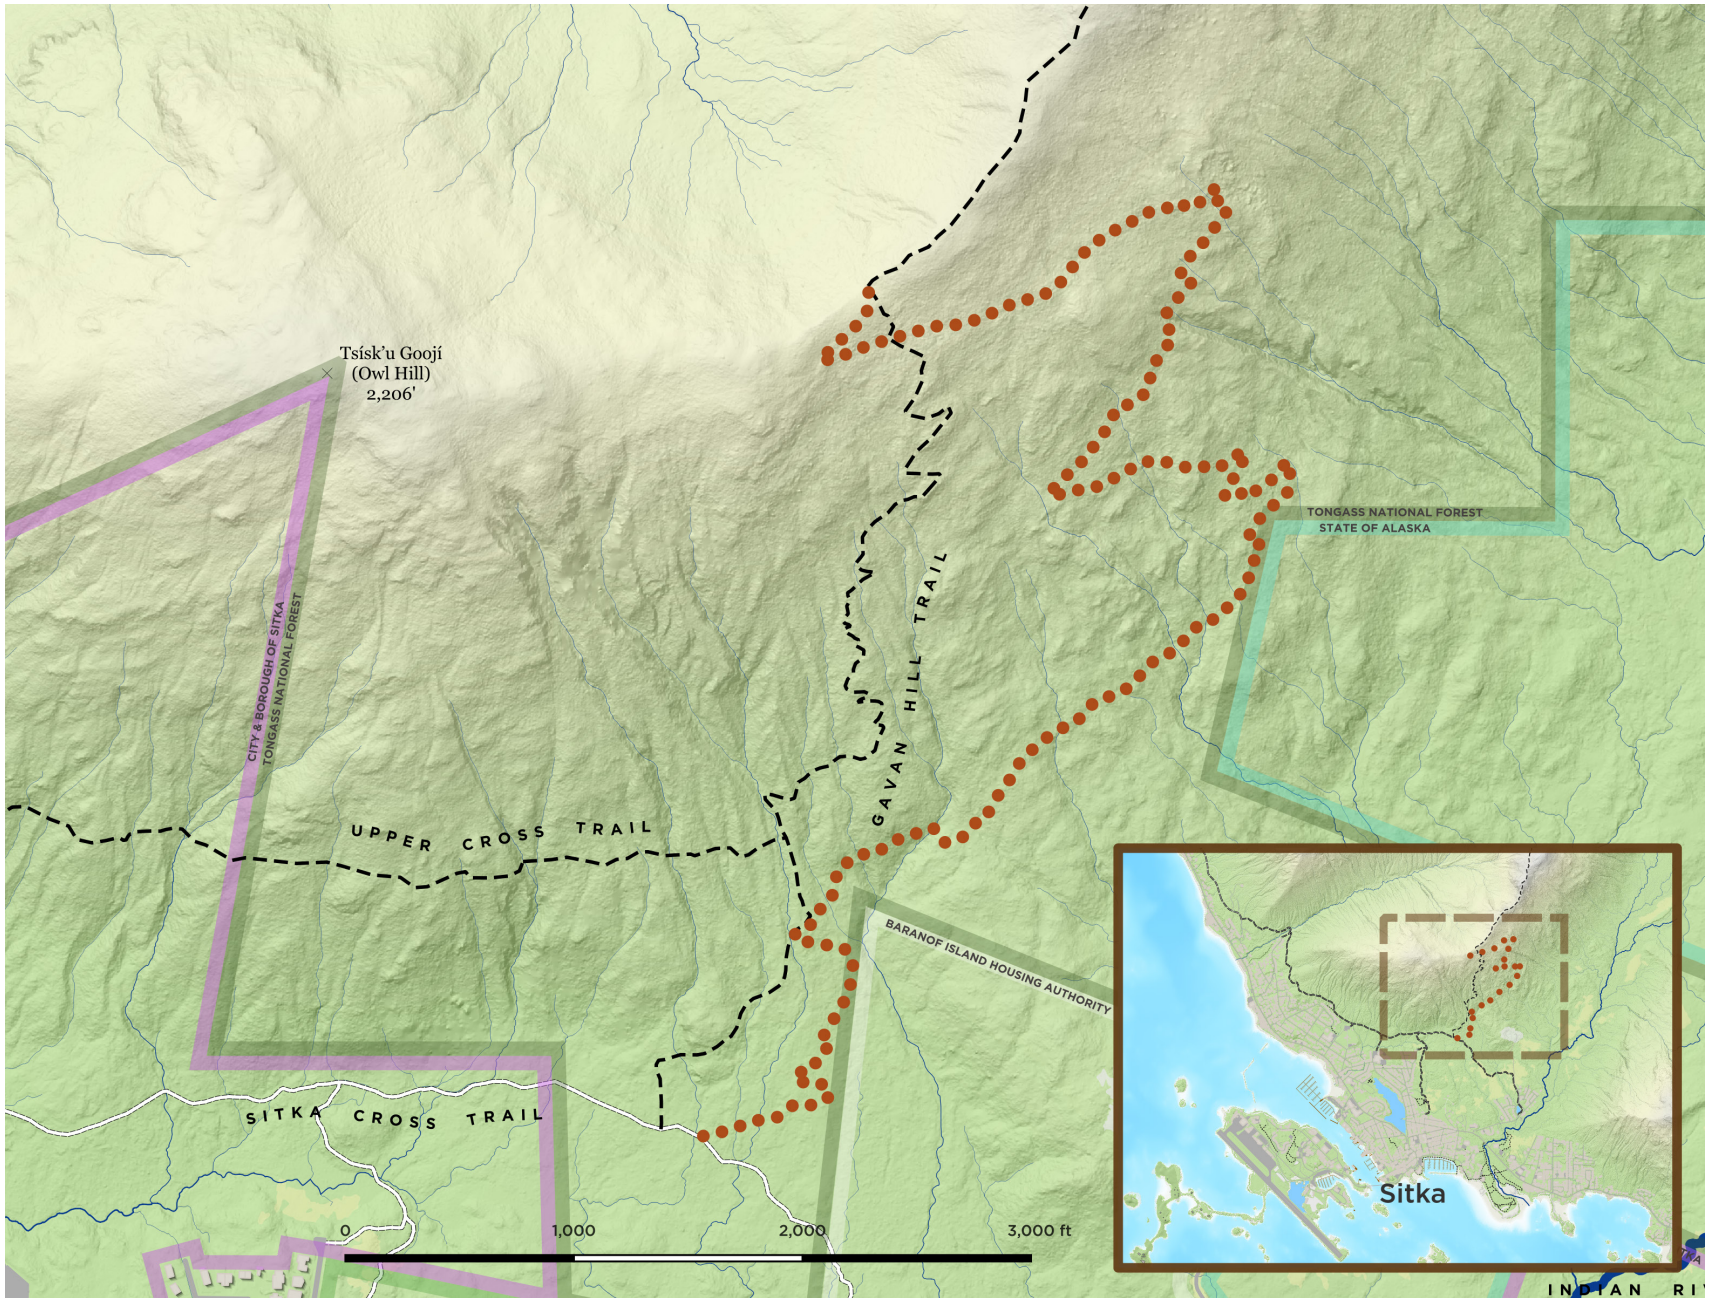 Tsísk'u Goojí
(Owl Hill)
2,206'
TONGASS NATIONAL FOREST
STATE OF ALASKA
CITY & BOROUGH OF SITKA
TONGASS NATIONAL FOREST
GAVAN HILL TRAIL
UPPER CROSS TRAIL
BARANOF ISLAND HOUSING AUTHORITY
SITKA CROSS TRAIL
Sitka
0 1,000 2,000 3,000 ft
INDIAN RI